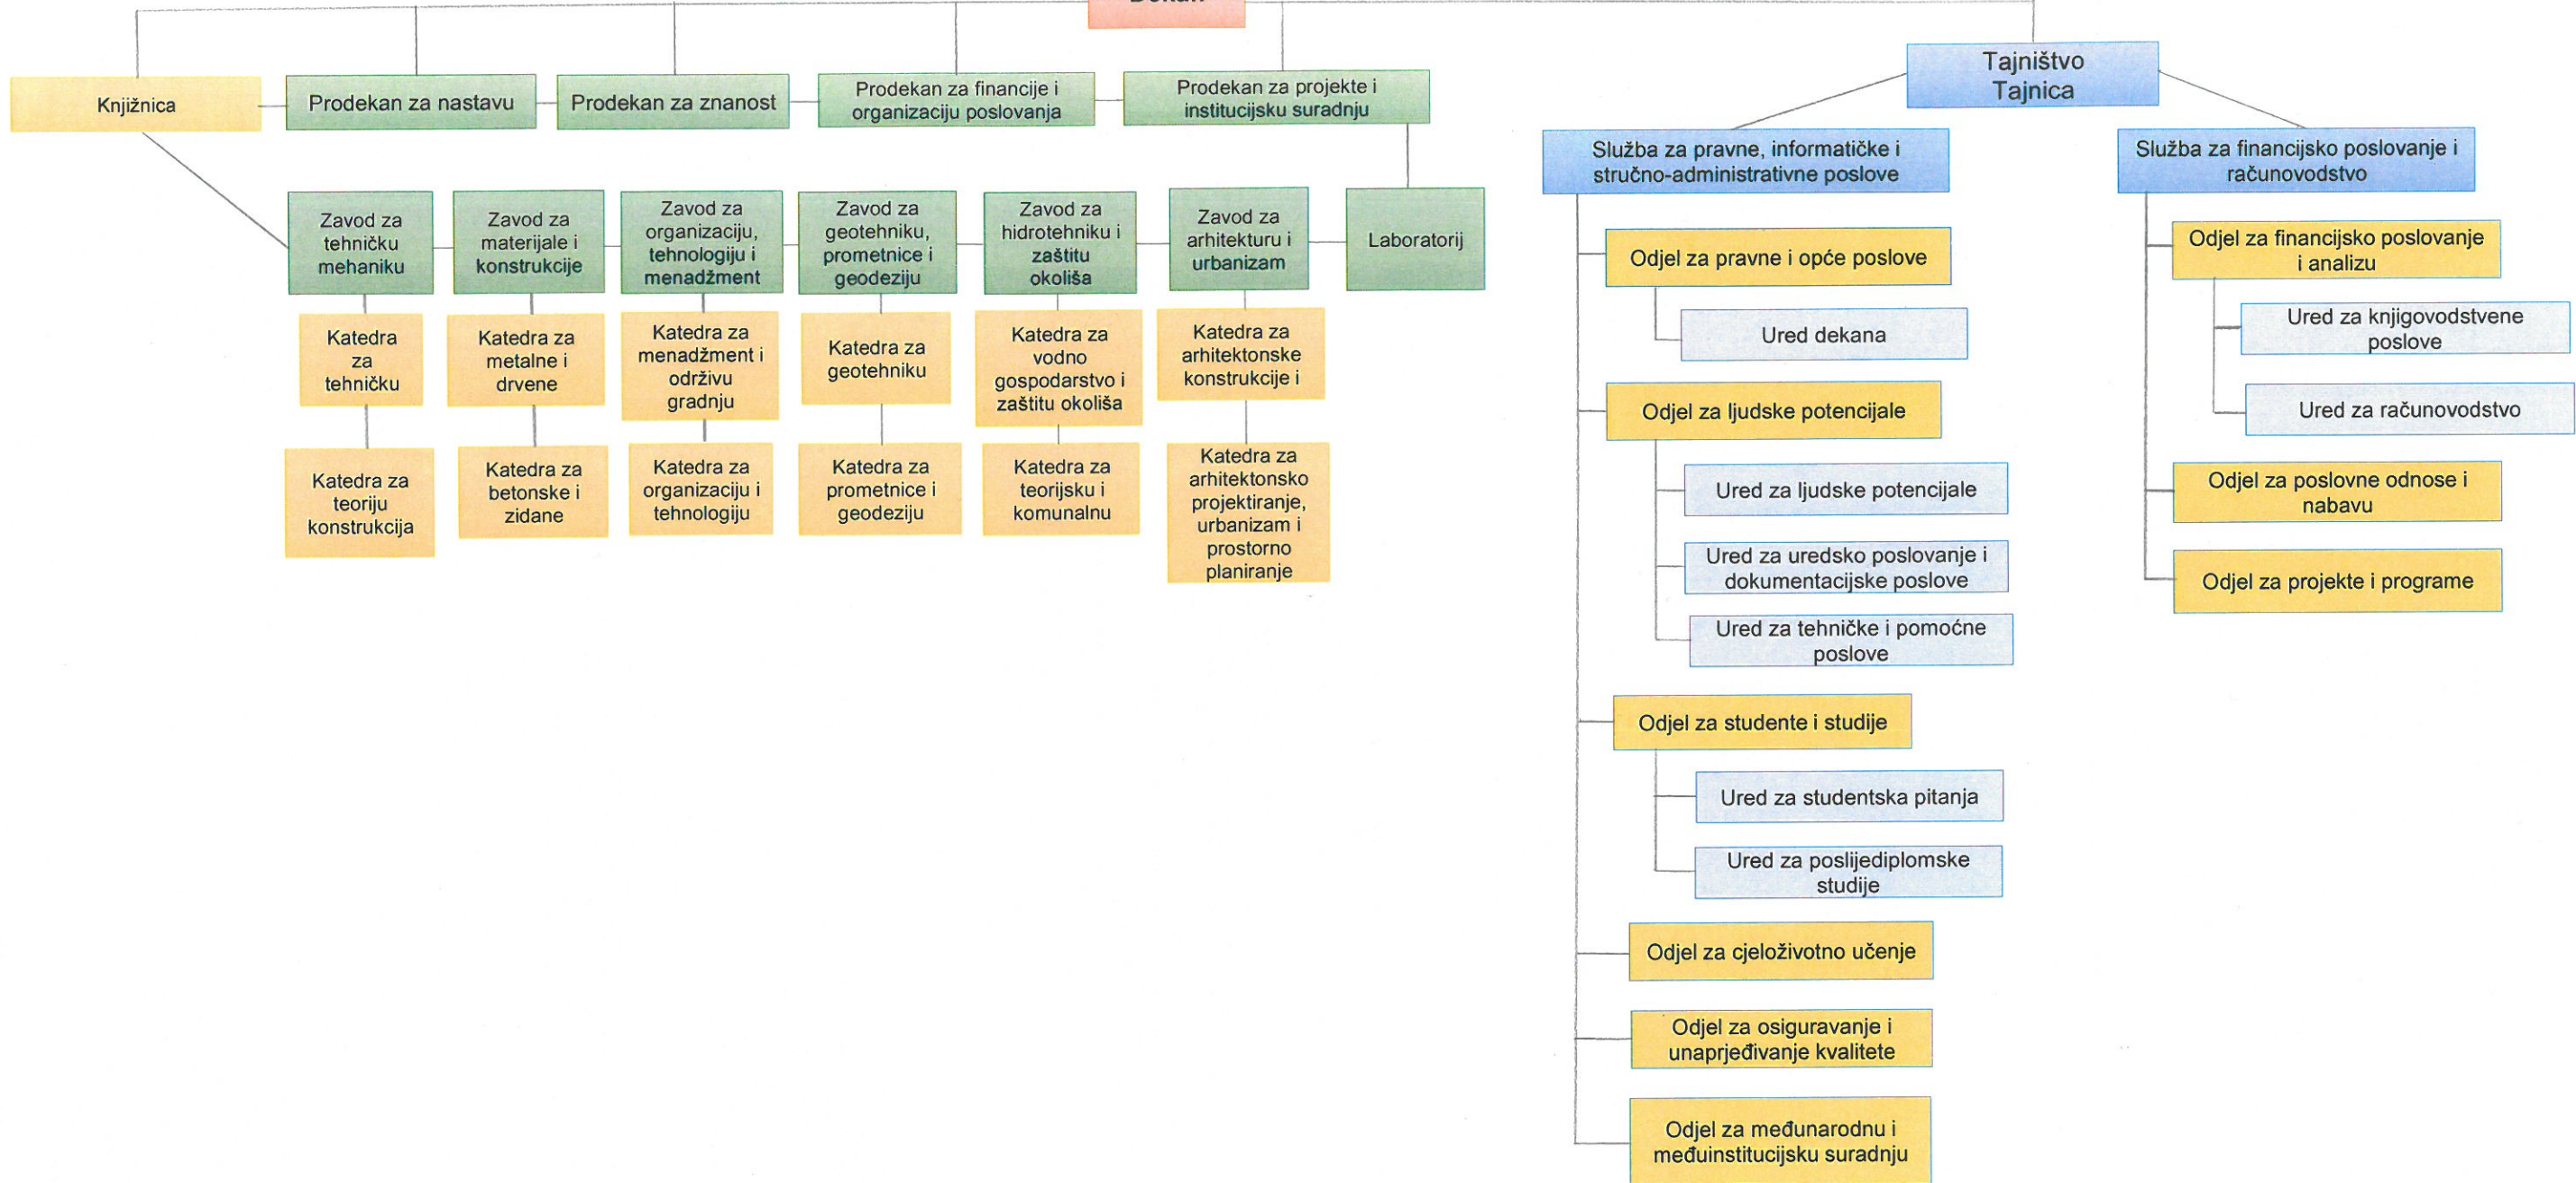 Dekan
Knjižnica
Prodekan za nastavu
Prodekan za znanost
Prodekan za financije i
organizaciju poslovanja
Prodekan za projekte i
institucijsku suradnju
Tajništvo
Tajnica
Zavod za
tehničku
mehaniku
Zavod za
materijale i
konstrukcije
Zavod za
organizaciju,
tehnologiju i
menadžment
Zavod za
geotehniku,
prometnice i
geodeziju
Zavod za
hidrotehniku i
zaštitu
okoliša
Zavod za
arhitekturu i
urbanizam
Laboratorij
Katedra
za
tehničku
Katedra za
metalne i
drvene
Katedra za
menadžment i
održivu
gradnju
Katedra za
geotehniku
Katedra za
vodno
gospodarstvo i
zaštitu okoliša
Katedra za
arhitektonske
konstrukcije i
Katedra za
teoriju
konstrukcija
Katedra za
betonske i
zidane
Katedra za
organizaciju i
tehnologiju
Katedra za
prometnice i
geodeziju
Katedra za
teorijsku i
komunalnu
Katedra za
arhitektonsko
projektiranje,
urbanizam i
prostorno
planiranje
Služba za pravne, informatičke i
stručno-administrativne poslove
Odjel za pravne i opće poslove
Ured dekana
Odjel za ljudske potencijale
Ured za ljudske potencijale
Ured za uredsko poslovanje i
dokumentacijske poslove
Ured za tehničke i pomoćne
poslove
Odjel za studente i studije
Ured za studentska pitanja
Ured za poslijediplomske
studije
Odjel za cjeloživotno učenje
Odjel za osiguravanje i
unaprjeđivanje kvalitete
Odjel za međunarodnu i
međuinstitucijsku suradnju
Služba za financijsko poslovanje i
računovodstvo
Odjel za financijsko poslovanje
i analizu
Ured za knjigovodstvene
poslove
Ured za računovodstvo
Odjel za poslovne odnose i
nabavu
Odjel za projekte i programe